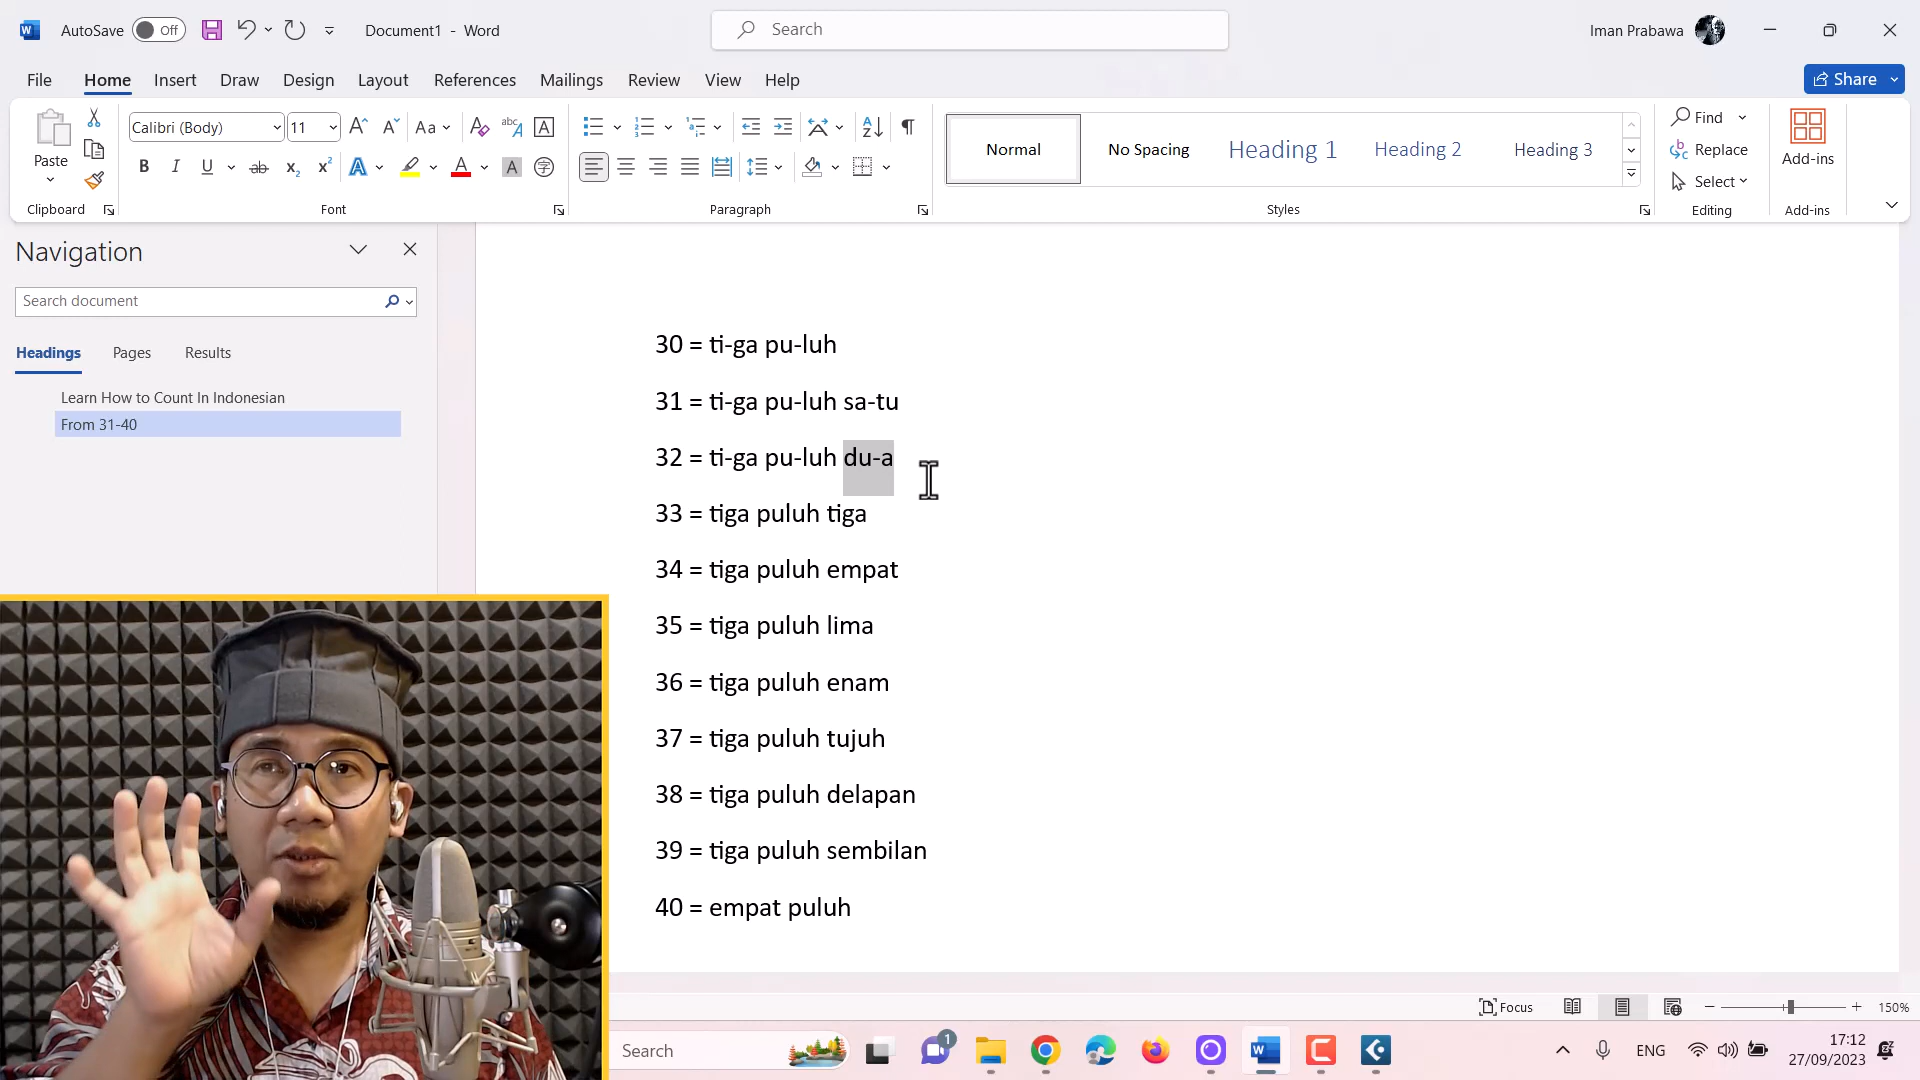 AutoSave Off Document1 - Word Search Iman Prabawa
File Home Insert Draw Design Layout References Mailings Review View Help Share
Paste
Calibri (Body) 11 Aa
B I U ab x₂ x² A A A
Normal No Spacing Heading 1 Heading 2 Heading 3
Find
Replace
Select
Add-ins
Clipboard Font Paragraph Styles Editing Add-ins
Navigation
Search document
Headings Pages Results
Learn How to Count In Indonesian
From 31-40
30 = ti-ga pu-luh
31 = ti-ga pu-luh sa-tu
32 = ti-ga pu-luh du-a
33 = tiga puluh tiga
34 = tiga puluh empat
35 = tiga puluh lima
36 = tiga puluh enam
37 = tiga puluh tujuh
38 = tiga puluh delapan
39 = tiga puluh sembilan
40 = empat puluh
Focus 150%
Search 1 ENG 17:12
27/09/2023